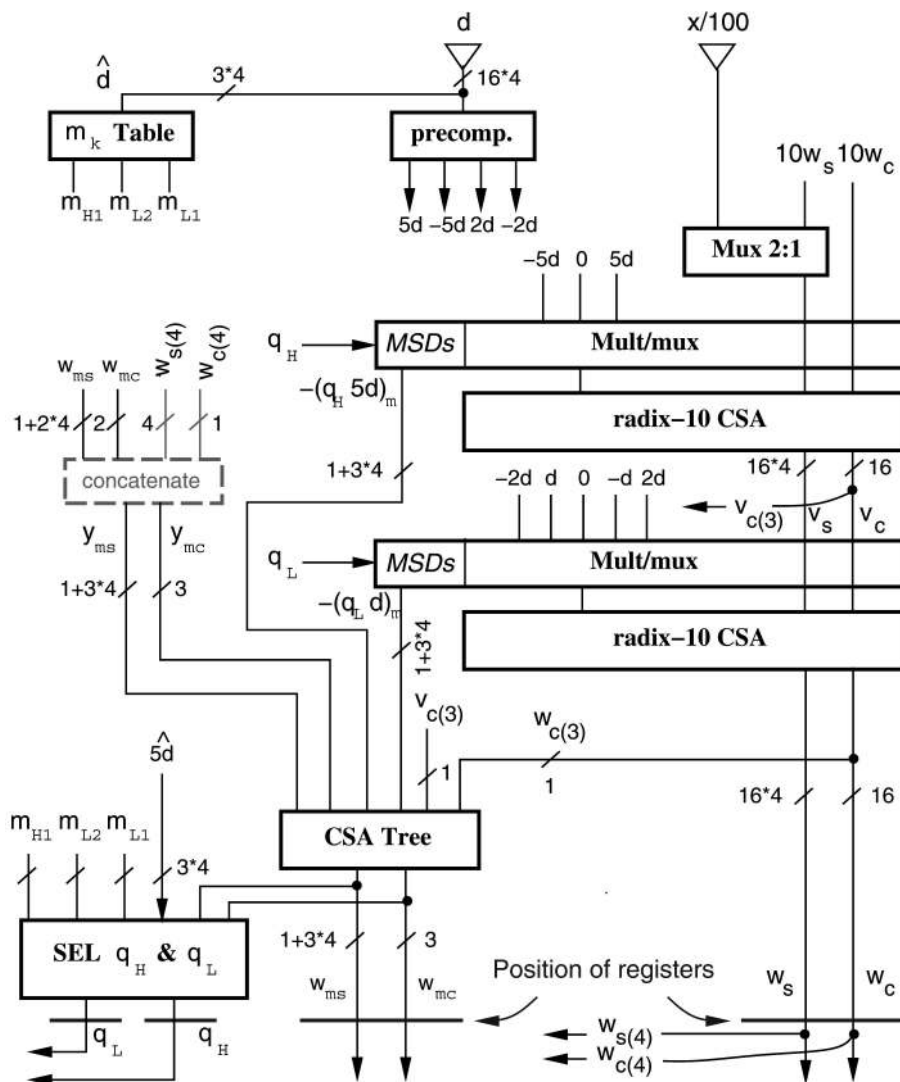 d
x/100
^d
3*4
16*4
m_k Table
precomp.
10w_s 10w_c
m_H1 m_L2 m_L1
5d −5d 2d −2d
Mux 2:1
−5d 0 5d
q_H
MSDs
Mult/mux
w_ms w_mc w_s(4) w_c(4)
−(q_H 5d)_m
radix−10 CSA
1+2*4 2 4 1
1+3*4
16*4 16
concatenate
−2d d 0 −d 2d
v_c(3) v_s v_c
y_ms y_mc
q_L
MSDs
Mult/mux
1+3*4 3
−(q_L d)_m
1+3*4
radix−10 CSA
v_c(3)
w_c(3)
^5d
1
1
16*4 16
m_H1 m_L2 m_L1
3*4
CSA Tree
SEL q_H & q_L
1+3*4 3
Position of registers
w_ms w_mc
w_s w_c
q_L q_H
w_s(4)
w_c(4)